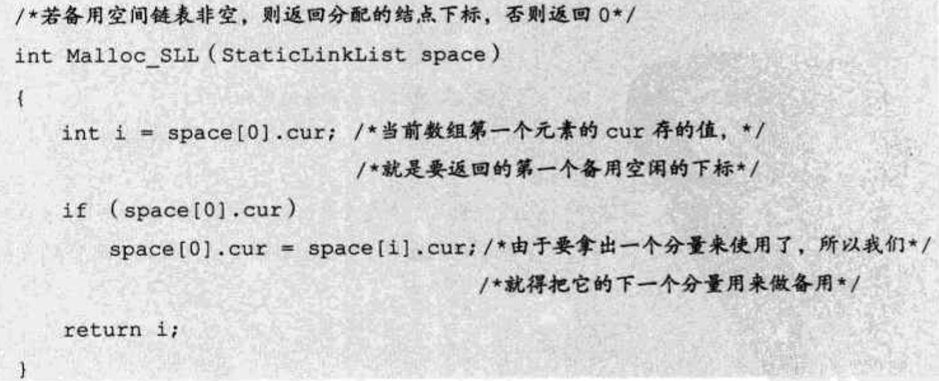 /*若备用空间链表非空，则返回分配的结点下标，否则返回 0*/
int Malloc_SLL（StaticLinkList space）
{
int i = space[0].cur; /*当前数组第一个元素的 cur 存的值，*/
/*就是要返回的第一个备用空闲的下标*/
if （space[0].cur）
space[0].cur = space[i].cur; /*由于要拿出一个分量来使用了，所以我们*/
/*就得把它的下一个分量用来做备用*/
return i;
}